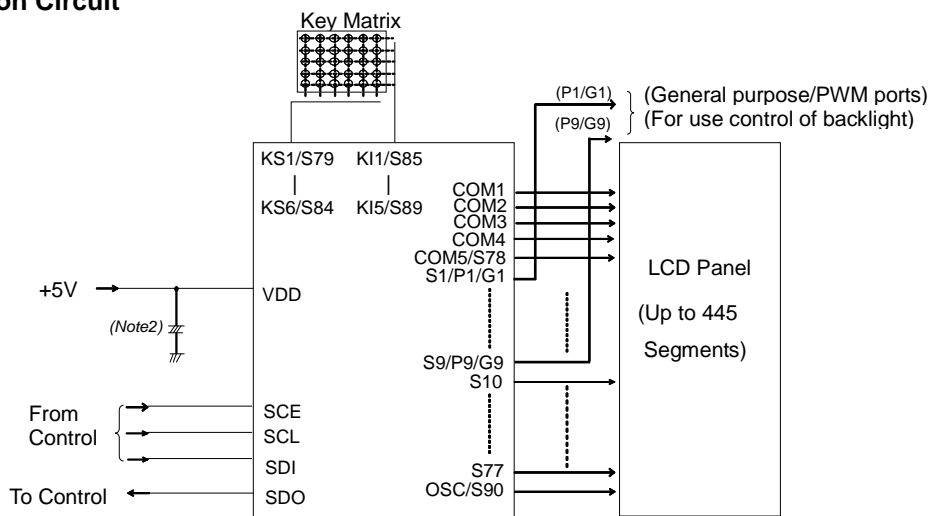 on Circuit
Key Matrix
(P1/G1)
(General purpose/PWM ports)
(P9/G9)
(For use control of backlight)
KS1/S79 KI1/S85
KS6/S84 KI5/S89
COM1
COM2
COM3
COM4
COM5/S78
S1/P1/G1
LCD Panel
+5V
VDD
(Up to 445
(Note2)
Segments)
S9/P9/G9
S10
From
Control
SCE
SCL
SDI
S77
To Control
SDO
OSC/S90